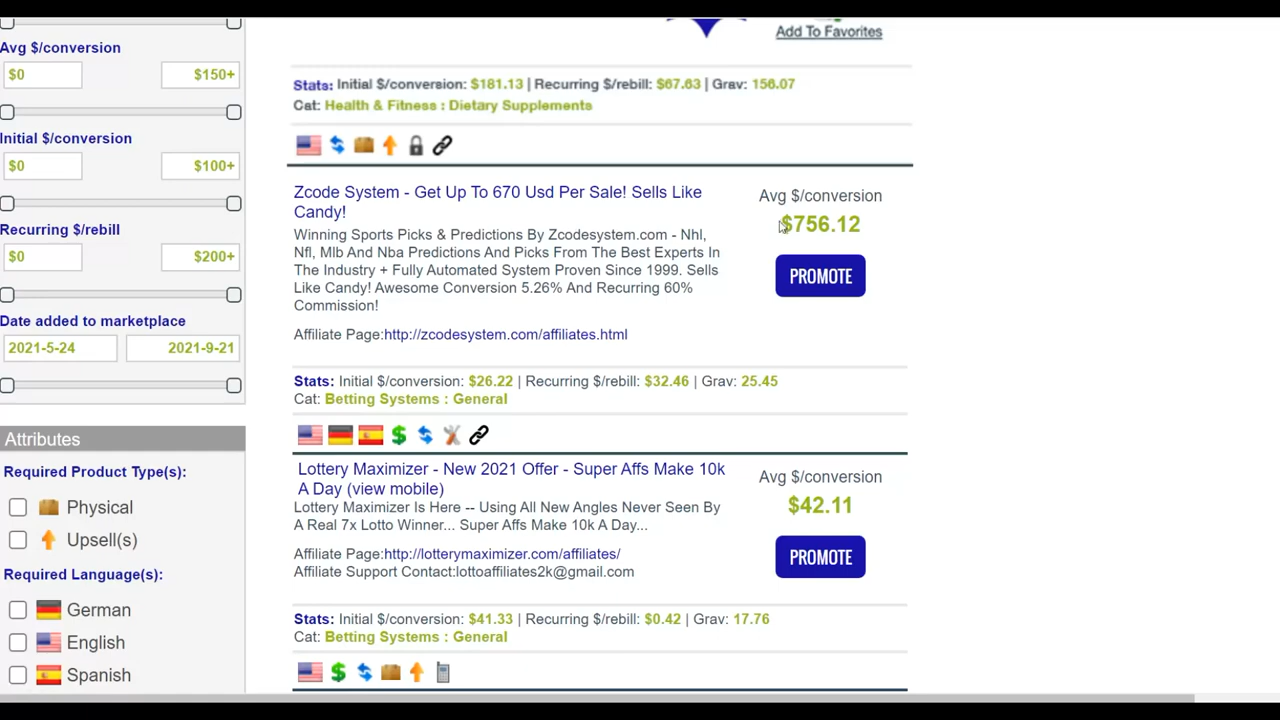 Avg $/conversion
$0 $150+
Initial $/conversion
$0 $100+
Recurring $/rebill
$0 $200+
Date added to marketplace
2021-5-24 2021-9-21
Attributes
Required Product Type(s):
Physical
Upsell(s)
Required Language(s):
German
English
Spanish
Add To Favorites
Stats: Initial $/conversion: $181.13 | Recurring $/rebill: $67.63 | Grav: 156.07
Cat: Health & Fitness : Dietary Supplements
Zcode System - Get Up To 670 Usd Per Sale! Sells Like
Candy!
Winning Sports Picks & Predictions By Zcodesystem.com - Nhl,
Nfl, Mlb And Nba Predictions And Picks From The Best Experts In
The Industry + Fully Automated System Proven Since 1999. Sells
Like Candy! Awesome Conversion 5.26% And Recurring 60%
Commission!
Affiliate Page:http://zcodesystem.com/affiliates.html
Avg $/conversion
$756.12
PROMOTE
Stats: Initial $/conversion: $26.22 | Recurring $/rebill: $32.46 | Grav: 25.45
Cat: Betting Systems : General
Lottery Maximizer - New 2021 Offer - Super Affs Make 10k
A Day (view mobile)
Lottery Maximizer Is Here -- Using All New Angles Never Seen By
A Real 7x Lotto Winner... Super Affs Make 10k A Day...
Affiliate Page:http://lotterymaximizer.com/affiliates/
Affiliate Support Contact:lottoaffiliates2k@gmail.com
Avg $/conversion
$42.11
PROMOTE
Stats: Initial $/conversion: $41.33 | Recurring $/rebill: $0.42 | Grav: 17.76
Cat: Betting Systems : General